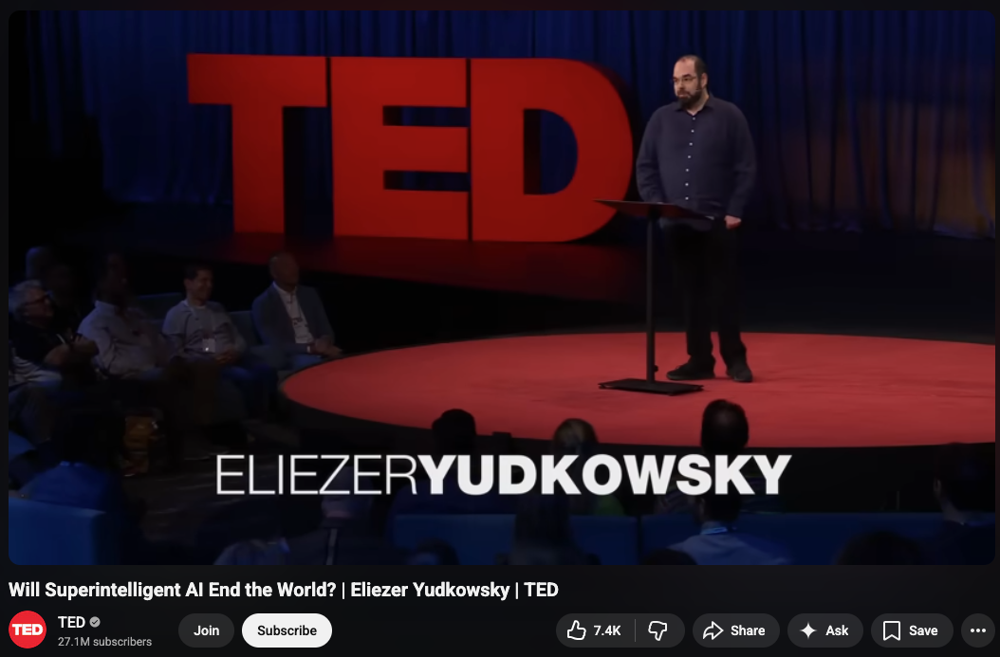 TED
ELIEZERYUDKOWSKY
Will Superintelligent AI End the World? | Eliezer Yudkowsky | TED
TED
TED
27.1M subscribers
Join
Subscribe
7.4K
Share
Ask
Save